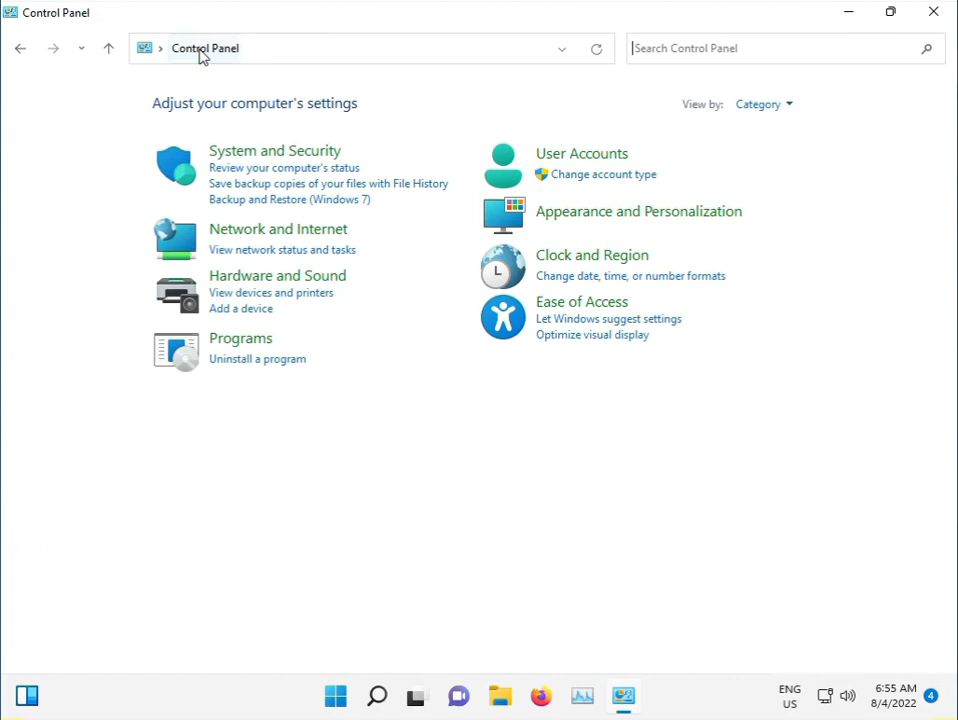 Control Panel
Control Panel
Search Control Panel
Adjust your computer's settings
View by: Category
System and Security
Review your computer's status
Save backup copies of your files with File History
Backup and Restore (Windows 7)
Network and Internet
View network status and tasks
Hardware and Sound
View devices and printers
Add a device
Programs
Uninstall a program
User Accounts
Change account type
Appearance and Personalization
Clock and Region
Change date, time, or number formats
Ease of Access
Let Windows suggest settings
Optimize visual display
ENG
US
6:55 AM
8/4/2022
4